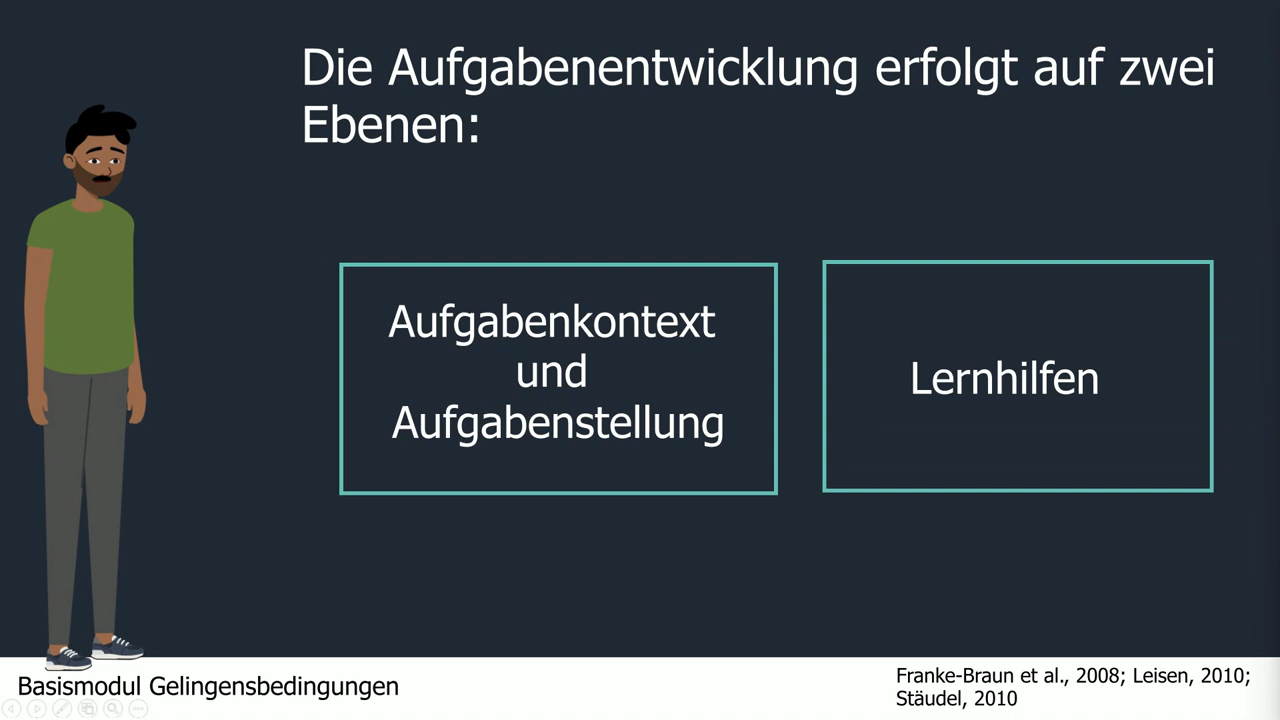 Die Aufgabenentwicklung erfolgt auf zwei
Ebenen:
Aufgabenkontext
und
Aufgabenstellung
Lernhilfen
Basismodul Gelingensbedingungen
Franke-Braun et al., 2008; Leisen, 2010;
Stäudel, 2010